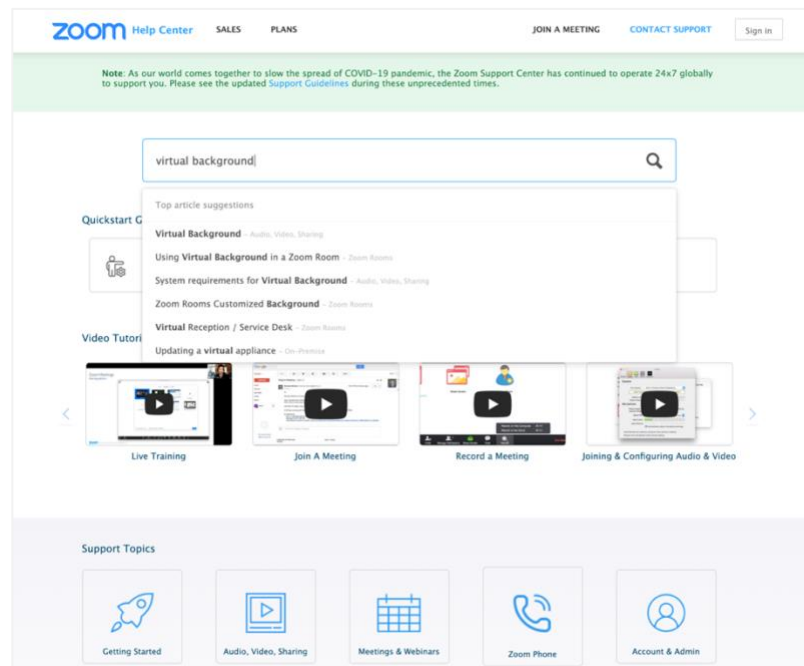 zoom Help Center SALES PLANS JOIN A MEETING CONTACT SUPPORT Sign in
Note: As our world comes together to slow the spread of COVID-19 pandemic, the Zoom Support Center has continued to operate 24x7 globally
to support you. Please see the updated Support Guidelines during these unprecedented times.
virtual background
Top article suggestions
Quickstart G
Virtual Background - Audio, Video, Sharing
Using Virtual Background in a Zoom Room - Zoom Rooms
System requirements for Virtual Background - Audio, Video, Sharing
Zoom Rooms Customized Background - Zoom Rooms
Virtual Reception / Service Desk - Zoom Rooms
Video Tutori
Updating a virtual appliance - On-Premise
Live Training Join A Meeting Record a Meeting Joining & Configuring Audio & Video
Support Topics
Getting Started Audio, Video, Sharing Meetings & Webinars Zoom Phone Account & Admin